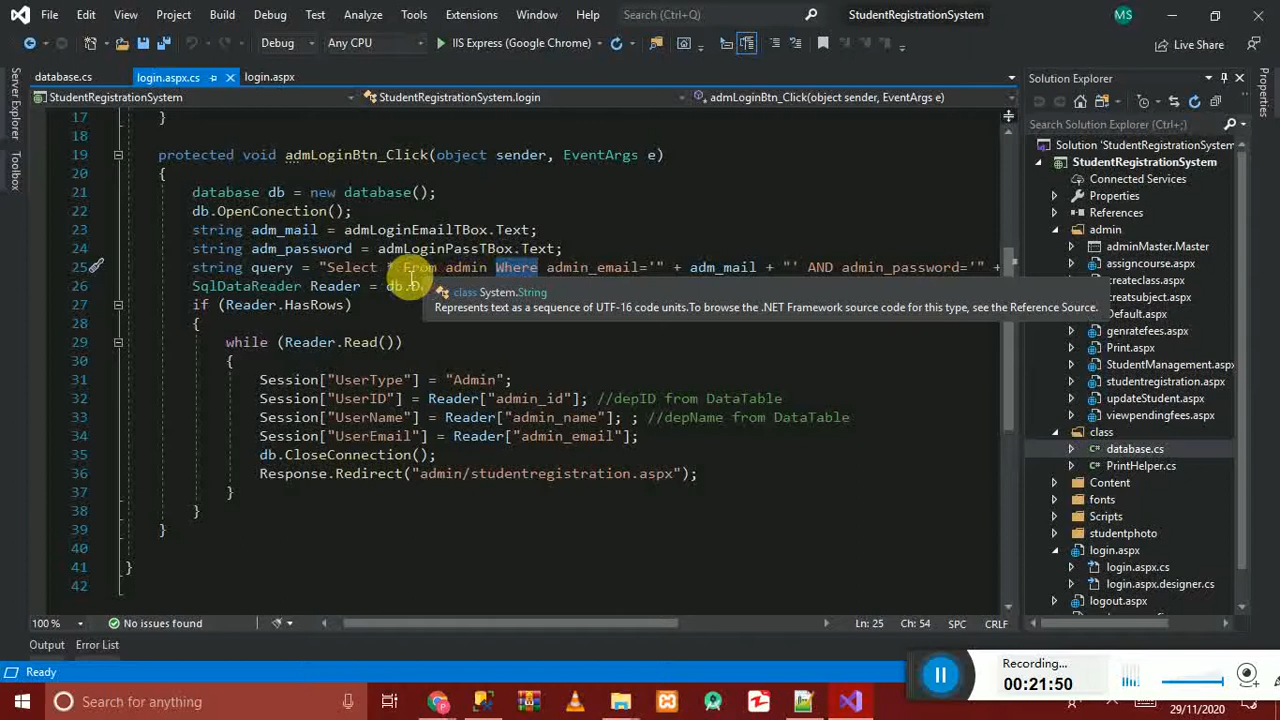 File Edit View Project Build Debug Test Analyze Tools Extensions Window Help Search (Ctrl+Q) StudentRegistrationSystem MS
Debug Any CPU IIS Express (Google Chrome) Live Share
database.cs login.aspx.cs login.aspx
StudentRegistrationSystem StudentRegistrationSystem.login admLoginBtn_Click(object sender, EventArgs e)
Server Explorer
Toolbox
17 }
18
19 protected void admLoginBtn_Click(object sender, EventArgs e)
20 {
21 database db = new database();
22 db.OpenConection();
23 string adm_mail = admLoginEmailTBox.Text;
24 string adm_password = admLoginPassTBox.Text;
25 string query = "Select * From admin Where admin_email='" + adm_mail + "' AND admin_password='" +
26 SqlDataReader Reader = db.D
class System.String
Represents text as a sequence of UTF-16 code units.To browse the .NET Framework source code for this type, see the Reference Source.
27 if (Reader.HasRows)
28 {
29 while (Reader.Read())
30 {
31 Session["UserType"] = "Admin";
32 Session["UserID"] = Reader["admin_id"]; //depID from DataTable
33 Session["UserName"] = Reader["admin_name"]; ; //depName from DataTable
34 Session["UserEmail"] = Reader["admin_email"];
35 db.CloseConnection();
36 Response.Redirect("admin/studentregistration.aspx");
37 }
38 }
39 }
40
41 }
42
100 % No issues found Ln: 25 Ch: 54 SPC CRLF
Output Error List
Ready
Solution Explorer
Search Solution Explorer (Ctrl+;)
Solution 'StudentRegistrationSystem
StudentRegistrationSystem
Connected Services
Properties
References
admin
adminMaster.Master
assigncourse.aspx
createsubject.aspx
Default.aspx
genratefees.aspx
Print.aspx
StudentManagement.aspx
studentregistration.aspx
updateStudent.aspx
viewpendingfees.aspx
class
database.cs
PrintHelper.cs
Content
fonts
Scripts
studentphoto
login.aspx
login.aspx.cs
login.aspx.designer.cs
logout.aspx
Properties
Recording...
00:21:50
Search for anything
29/11/2020